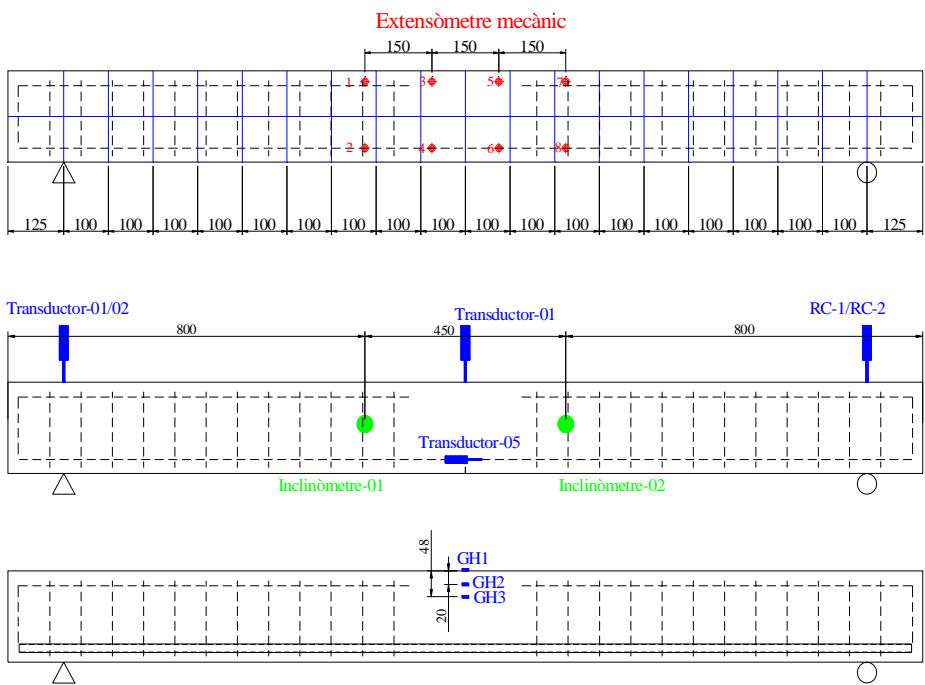 Extensòmetre mecànic
150 150 150
1 3 5 7
2 4 6 8
125 100 100 100 100 100 100 100 100 100 100 100 100 100 100 100 100 100 100 125
Transductor-01/02 Transductor-01 RC-1/RC-2
800 450 800
Transductor-05
Inclinòmetre-01 Inclinòmetre-02
48
GH1
GH2
GH3
20